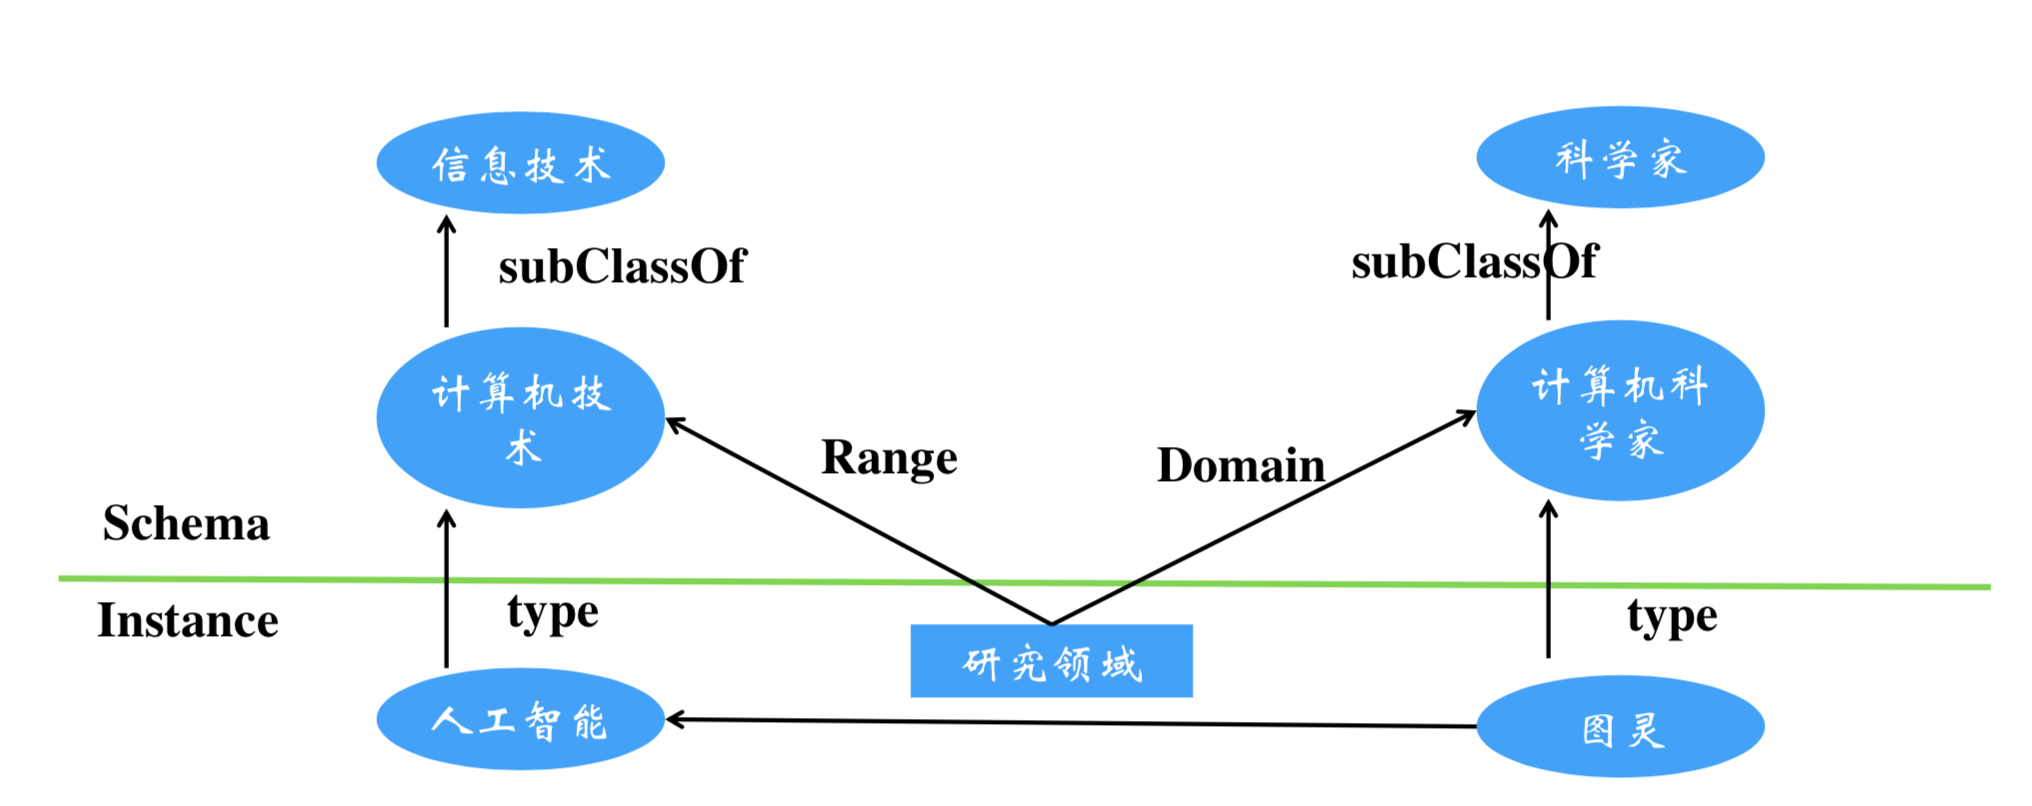 信息技术
科学家
subClassOf
subClassOf
计算机技
术
计算机科
学家
Range
Domain
Schema
Instance
type
type
研究领域
人工智能
图灵